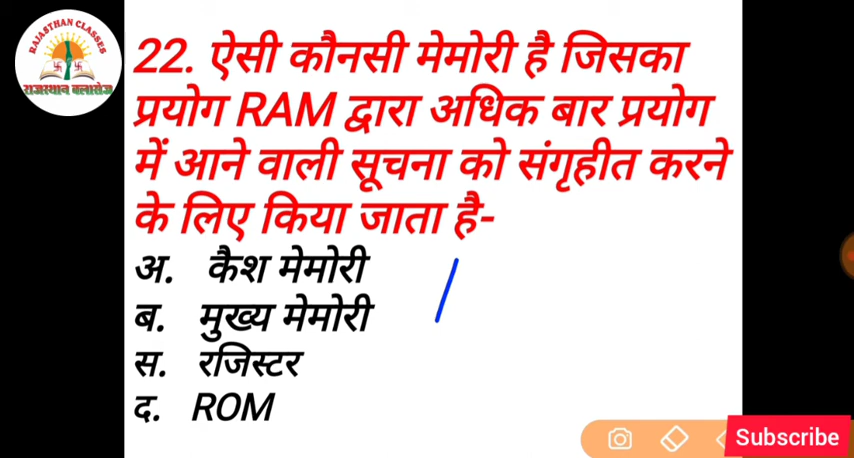 RAJASTHAN CLASSES
राजस्थान क्लासेज
22. ऐसी कौनसी मेमोरी है जिसका
प्रयोग RAM द्वारा अधिक बार प्रयोग
में आने वाली सूचना को संगृहीत करने
के लिए किया जाता है-
अ. कैश मेमोरी
ब. मुख्य मेमोरी
स. रजिस्टर
द. ROM
Subscribe